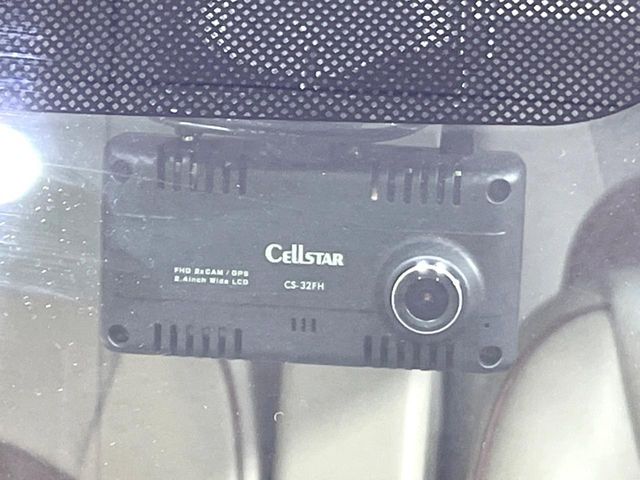 CELLSTAR
FHD 2xCAM / GPS
2.4inch Wide LCD
CS-32FH